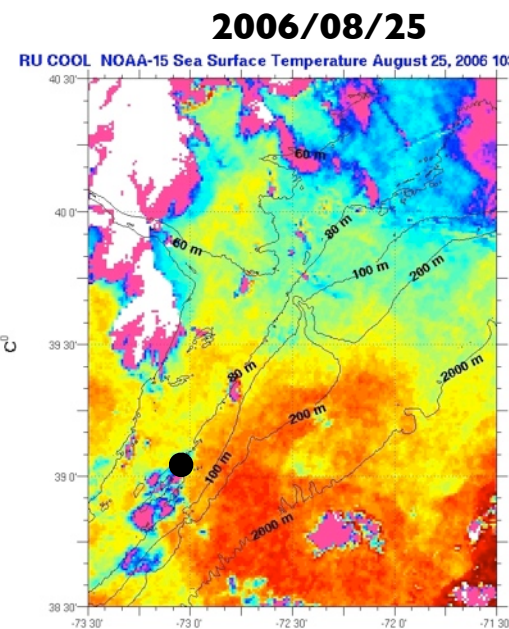 2006/08/25
RU COOL NOAA-15 Sea Surface Temperature August 25, 2006 103
40 30'
60 m
80 m
40 0'
60 m
100 m
200 m
C
39 30'
80 m
2000 m
200 m
100 m
39 0'
2000 m
38 30'
-73 30' -73 0' -72 30' -72 0' -71 30'